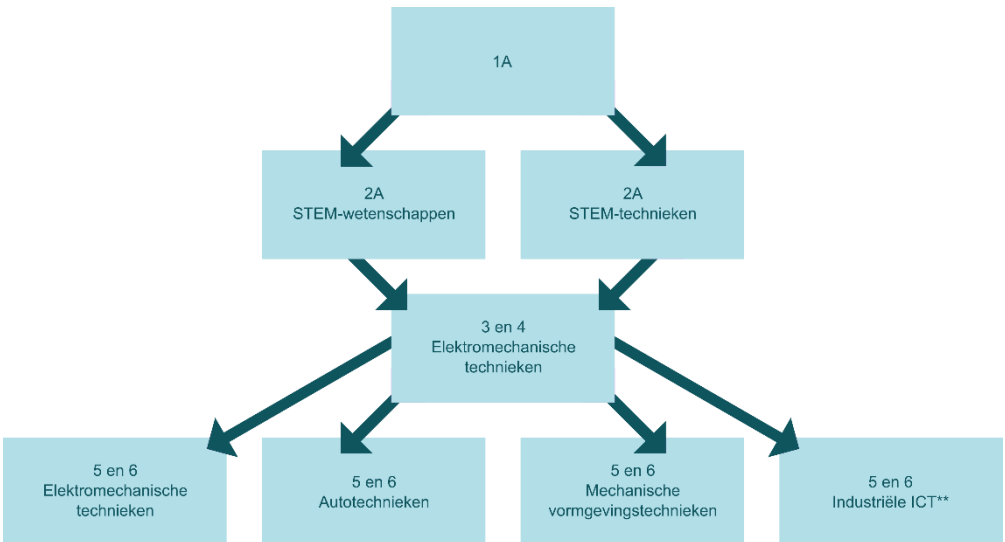 1A
2A
STEM-wetenschappen
2A
STEM-technieken
3 en 4
Elektromechanische
technieken
5 en 6
Elektromechanische
technieken
5 en 6
Autotechnieken
5 en 6
Mechanische
vormgevingstechnieken
5 en 6
Industriële ICT**